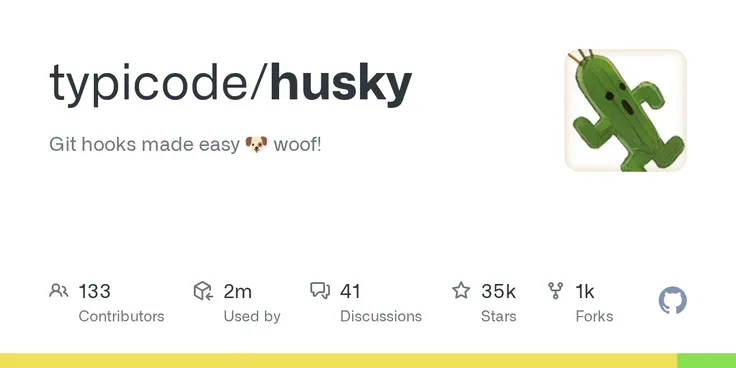 typicode/husky
Git hooks made easy 🐶 woof!
133
Contributors
2m
Used by
41
Discussions
35k
Stars
1k
Forks